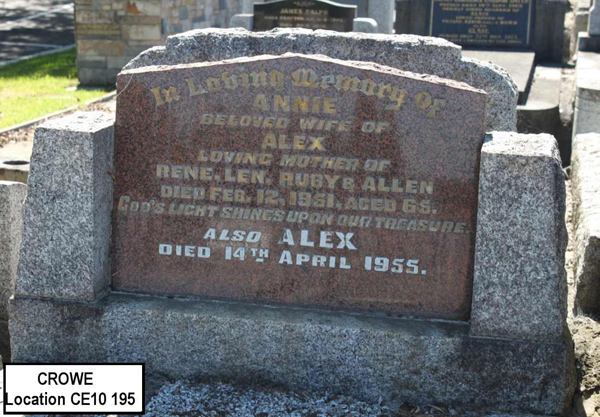 JAMES CALFY
In Loving Memory Of
ANNIE
BELOVED WIFE OF
ALEX
LOVING MOTHER OF
RENE, LEN, RUBY & ALLEN
DIED FEB. 12, 1951, AGED 65.
GOD'S LIGHT SHINES UPON OUR TREASURE.
ALSO ALEX
DIED 14TH APRIL 1955.
CROWE
Location CE10 195